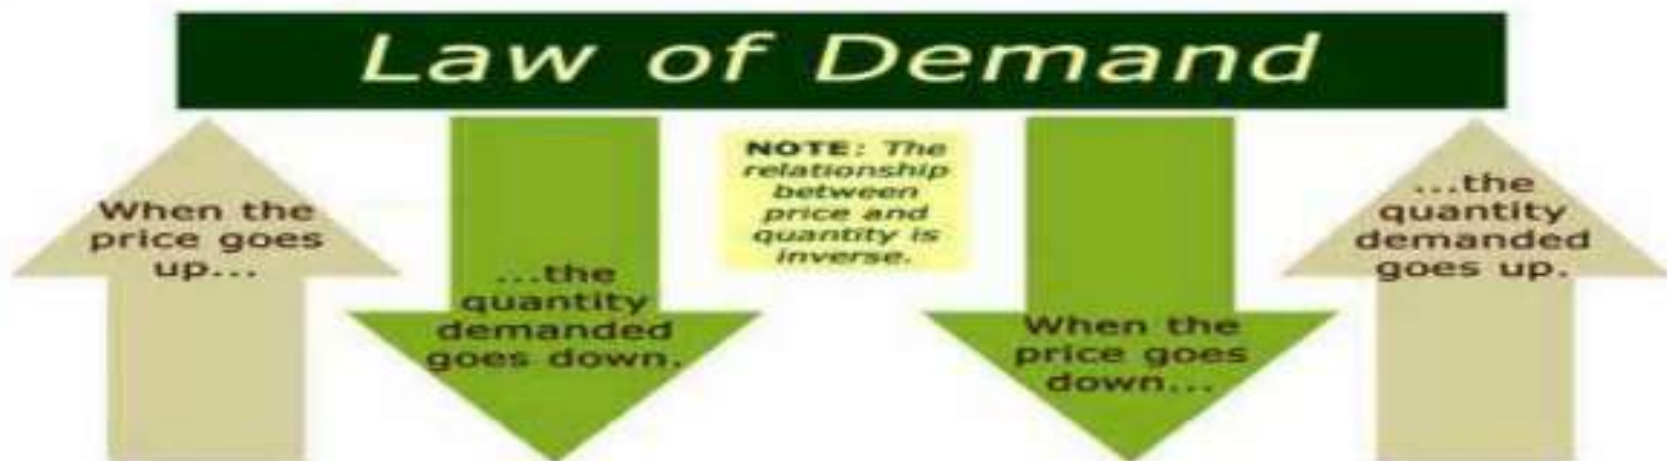 Law of Demand
When the
price goes
up...
...the
quantity
demanded
goes down.
NOTE: The
relationship
between
price and
quantity is
inverse.
When the
price goes
down...
...the
quantity
demanded
goes up.